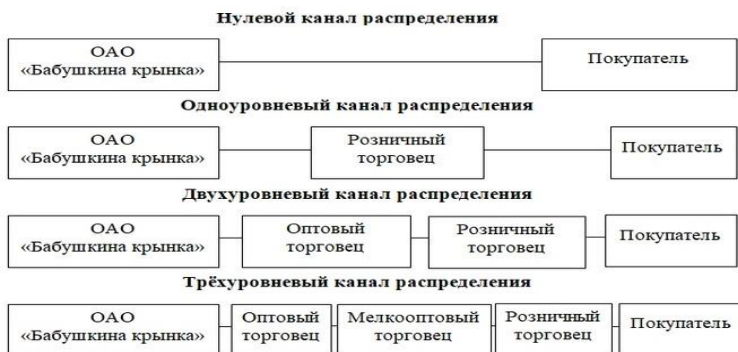 Нулевой канал распределения
ОАО
«Бабушкина крынка»
Покупатель
Одноуровневый канал распределения
ОАО
«Бабушкина крынка»
Розничный
торговец
Покупатель
Двухуровневый канал распределения
ОАО
«Бабушкина крынка»
Оптовый
торговец
Розничный
торговец
Покупатель
Трёхуровневый канал распределения
ОАО
«Бабушкина крынка»
Оптовый
торговец
Мелкооптовый
торговец
Розничный
торговец
Покупатель